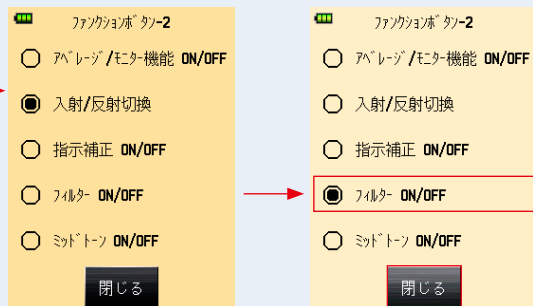 ﾌｧﾝｸｼｮﾝﾎﾞﾀﾝ-2
ｱﾍﾞﾚｰｼﾞ/ﾓﾆﾀｰ機能 ON/OFF
入射/反射切換
指示補正 ON/OFF
ﾌｨﾙﾀｰ ON/OFF
ﾐｯﾄﾞﾄｰﾝ ON/OFF
閉じる
ﾌｧﾝｸｼｮﾝﾎﾞﾀﾝ-2
ｱﾍﾞﾚｰｼﾞ/ﾓﾆﾀｰ機能 ON/OFF
入射/反射切換
指示補正 ON/OFF
ﾌｨﾙﾀｰ ON/OFF
ﾐｯﾄﾞﾄｰﾝ ON/OFF
閉じる